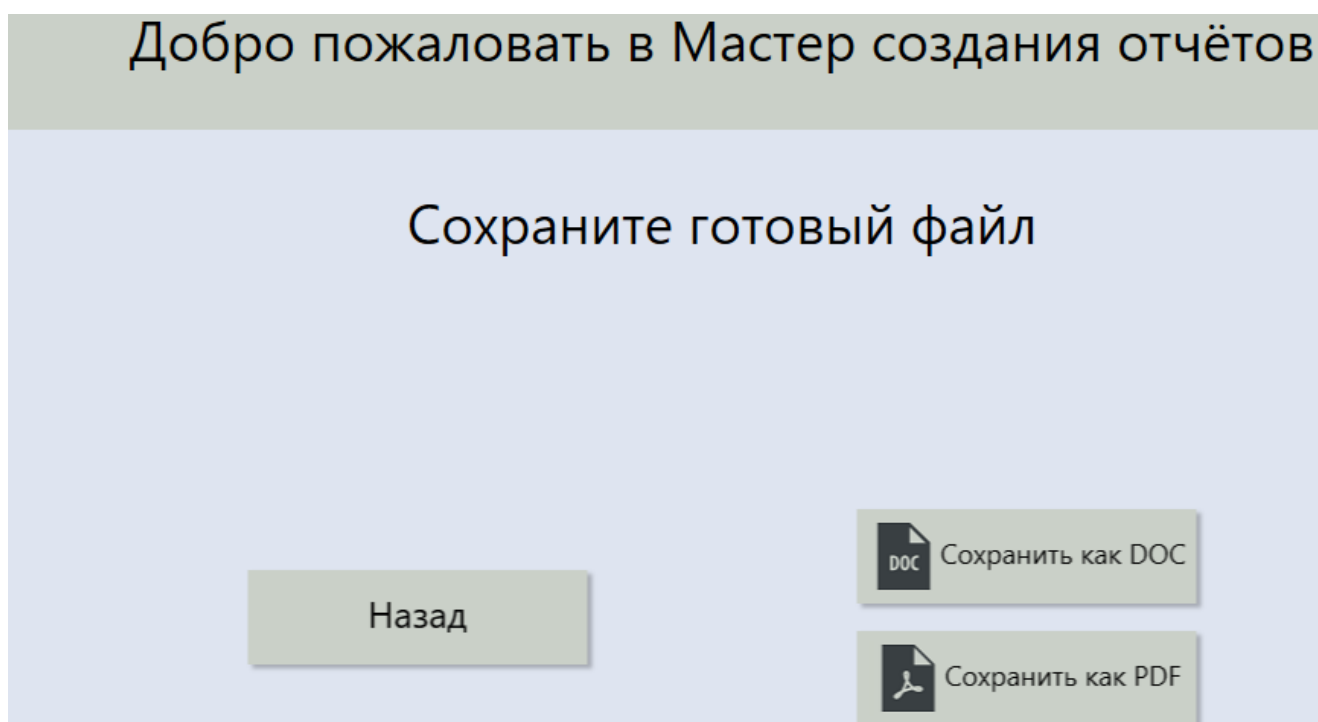 Добро пожаловать в Мастер создания отчётов
Сохраните готовый файл
DOC Сохранить как DOC
Назад
Сохранить как PDF